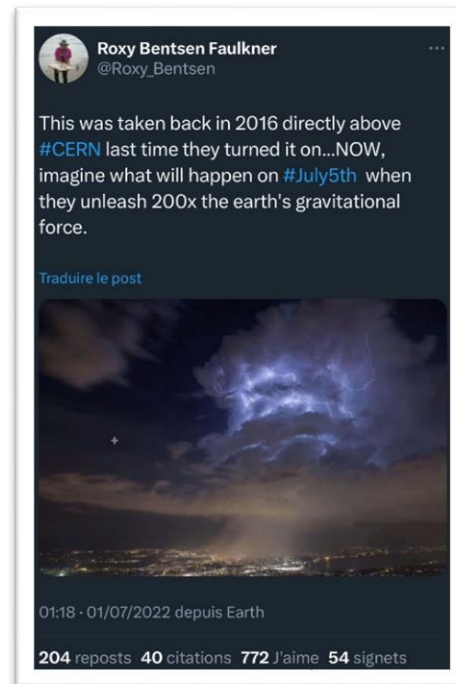 Roxy Bentsen Faulkner
@Roxy_Bentsen
This was taken back in 2016 directly above
#CERN last time they turned it on...NOW,
imagine what will happen on #July5th when
they unleash 200x the earth's gravitational
force.
Traduire le post
01:18 · 01/07/2022 depuis Earth
204 reposts 40 citations 772 J'aime 54 signets